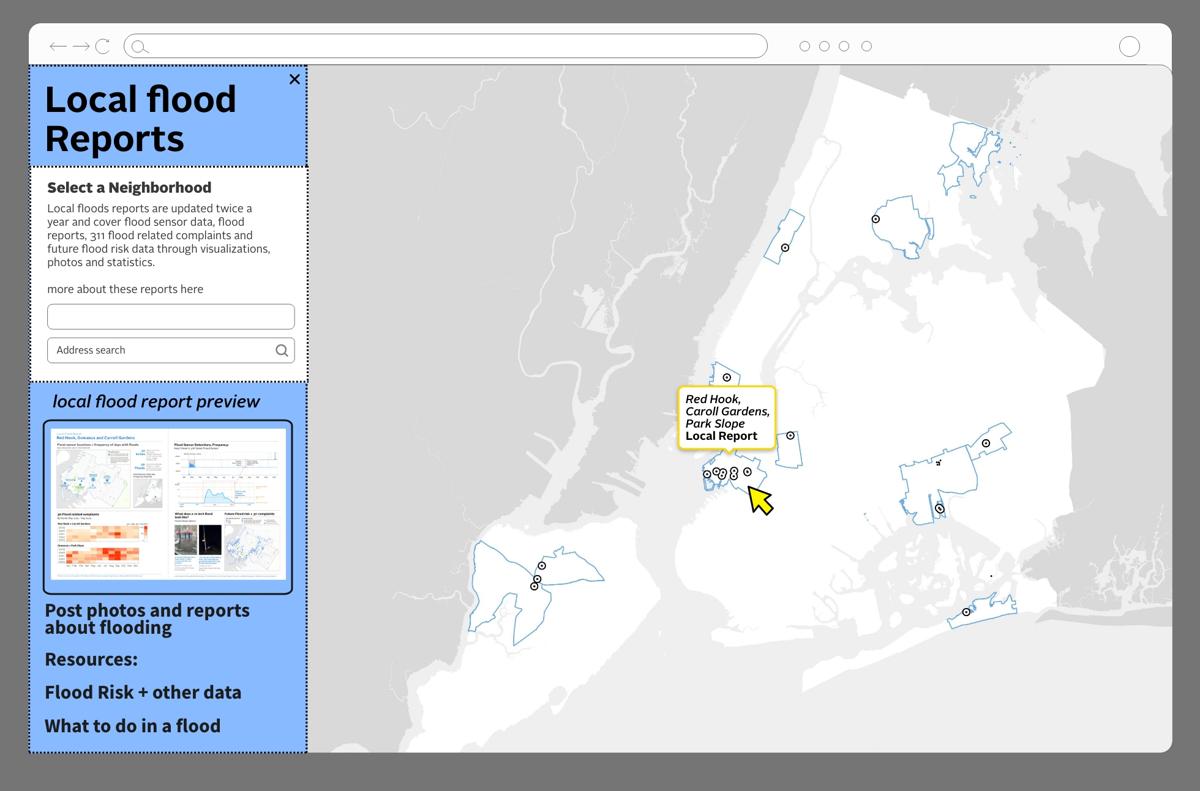 Local flood
Reports
Select a Neighborhood
Local floods reports are updated twice a
year and cover flood sensor data, flood
reports, 311 flood related complaints and
future flood risk data through visualizations,
photos and statistics.
more about these reports here
Address search
local flood report preview
Red Hook, Gowanus and Carroll Gardens
Post photos and reports
about flooding
Resources:
Flood Risk + other data
What to do in a flood
Red Hook,
Caroll Gardens,
Park Slope
Local Report